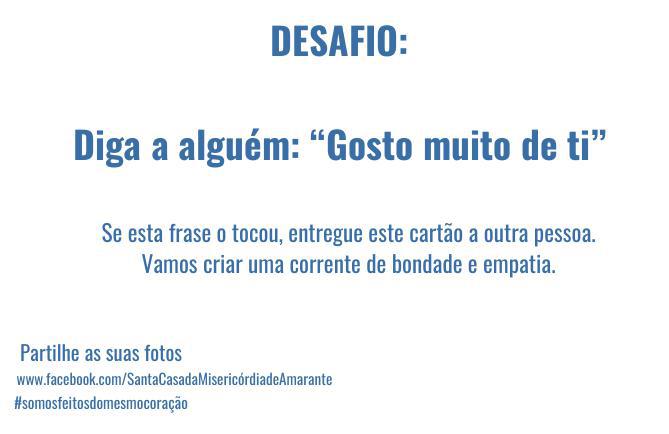 DESAFIO:
Diga a alguém: “Gosto muito de ti”
Se esta frase o tocou, entregue este cartão a outra pessoa.
Vamos criar uma corrente de bondade e empatia.
Partilhe as suas fotos
www.facebook.com/SantaCasadaMisericórdiadeAmarante
#somosfeitosdomesmocoração